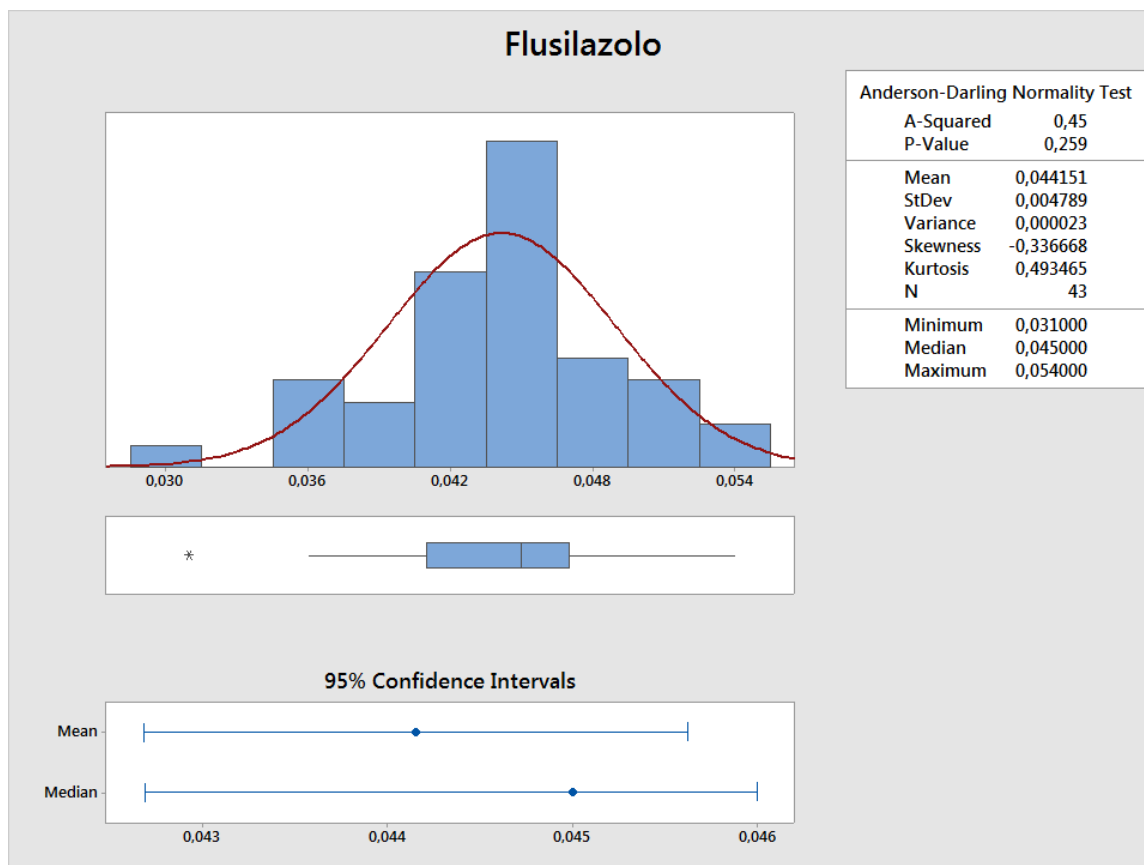 Flusilazolo
Anderson-Darling Normality Test
A-Squared 0,45
P-Value 0,259
Mean 0,044151
StDev 0,004789
Variance 0,000023
Skewness -0,336668
Kurtosis 0,493465
N 43
Minimum 0,031000
Median 0,045000
Maximum 0,054000
0,030 0,036 0,042 0,048 0,054
*
95% Confidence Intervals
Mean
Median
0,043 0,044 0,045 0,046